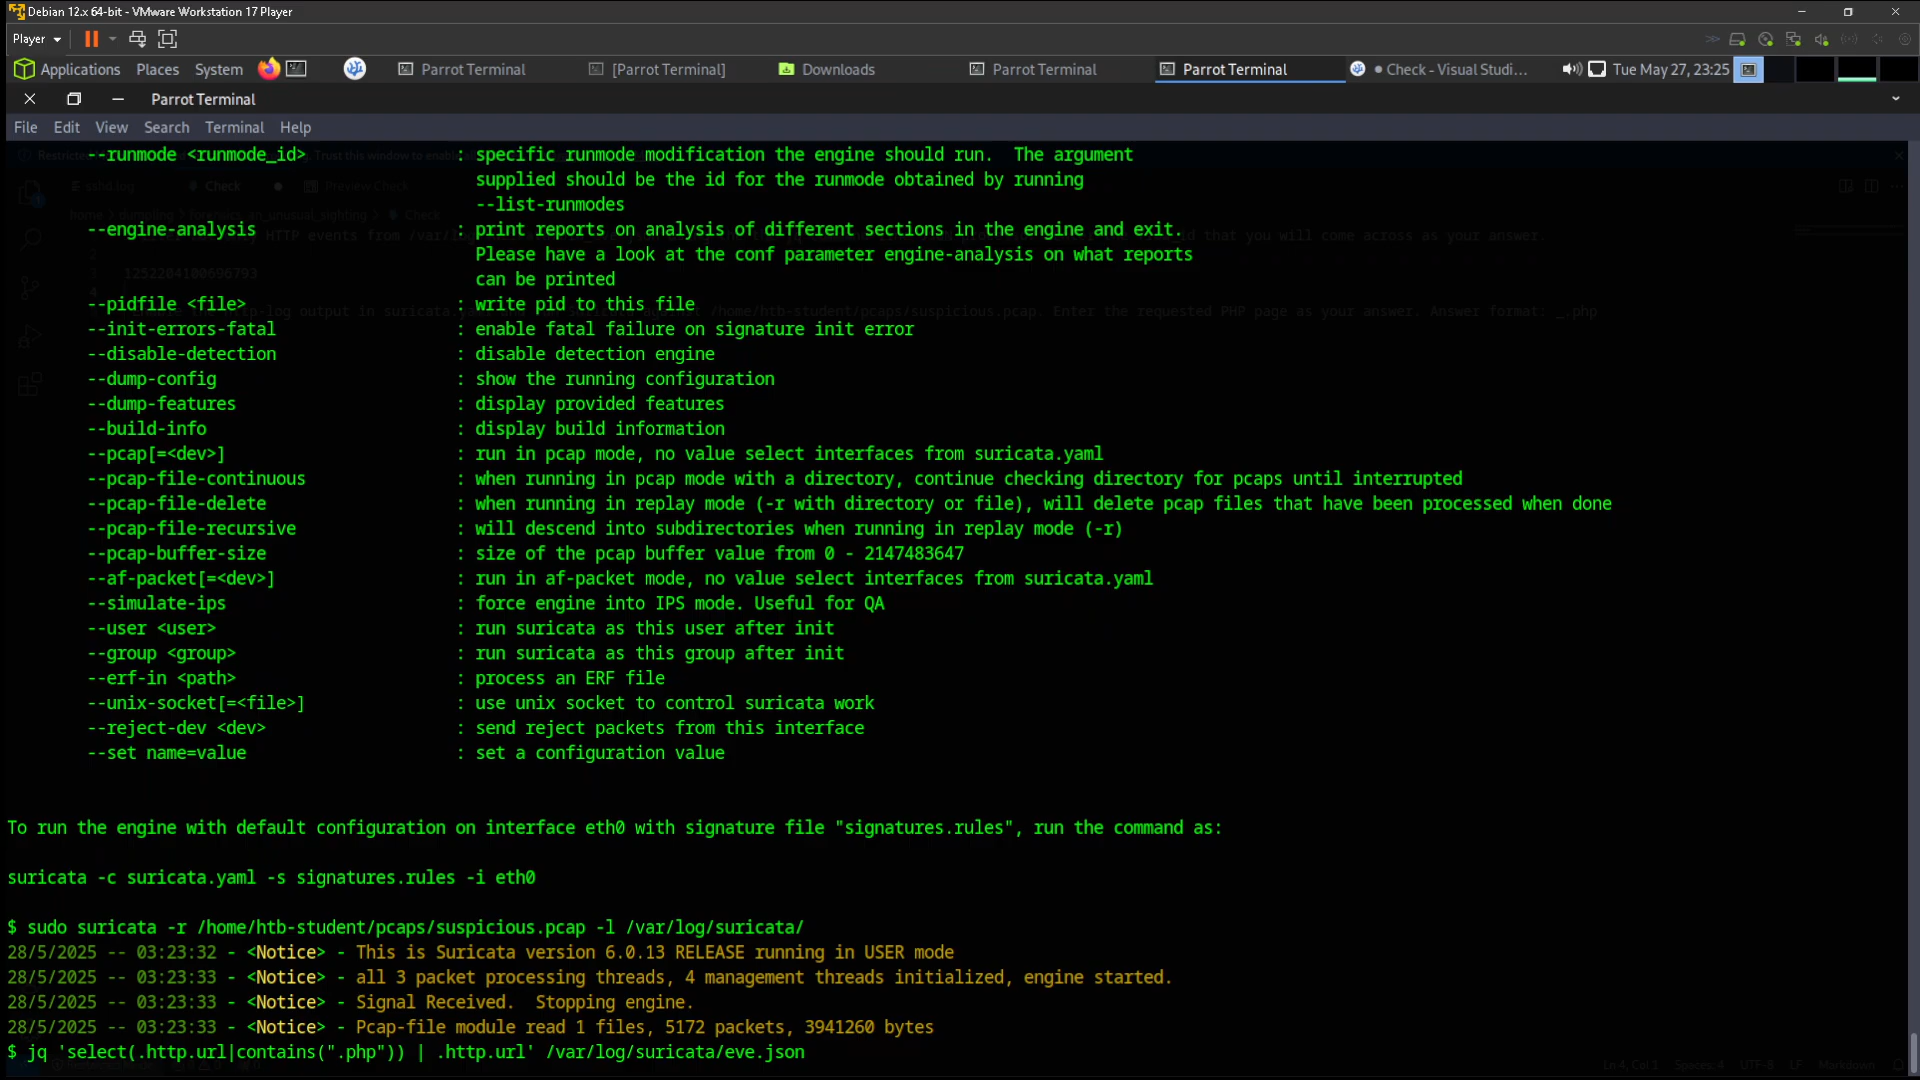 Debian 12.x 64-bit - VMware Workstation 17 Player
Player
Applications Places System Parrot Terminal [Parrot Terminal] Downloads Parrot Terminal Parrot Terminal Check - Visual Studi... Tue May 27, 23:25
Parrot Terminal
File Edit View Search Terminal Help
--runmode <runmode_id> : specific runmode modification the engine should run. The argument
supplied should be the id for the runmode obtained by running
--list-runmodes
--engine-analysis : print reports on analysis of different sections in the engine and exit.
Please have a look at the conf parameter engine-analysis on what reports
can be printed
--pidfile <file> : write pid to this file
--init-errors-fatal : enable fatal failure on signature init error
--disable-detection : disable detection engine
--dump-config : show the running configuration
--dump-features : display provided features
--build-info : display build information
--pcap[=<dev>] : run in pcap mode, no value select interfaces from suricata.yaml
--pcap-file-continuous : when running in pcap mode with a directory, continue checking directory for pcaps until interrupted
--pcap-file-delete : when running in replay mode (-r with directory or file), will delete pcap files that have been processed when done
--pcap-file-recursive : will descend into subdirectories when running in replay mode (-r)
--pcap-buffer-size : size of the pcap buffer value from 0 - 2147483647
--af-packet[=<dev>] : run in af-packet mode, no value select interfaces from suricata.yaml
--simulate-ips : force engine into IPS mode. Useful for QA
--user <user> : run suricata as this user after init
--group <group> : run suricata as this group after init
--erf-in <path> : process an ERF file
--unix-socket[=<file>] : use unix socket to control suricata work
--reject-dev <dev> : send reject packets from this interface
--set name=value : set a configuration value
To run the engine with default configuration on interface eth0 with signature file "signatures.rules", run the command as:
suricata -c suricata.yaml -s signatures.rules -i eth0
$ sudo suricata -r /home/htb-student/pcaps/suspicious.pcap -l /var/log/suricata/
28/5/2025 -- 03:23:32 - <Notice> - This is Suricata version 6.0.13 RELEASE running in USER mode
28/5/2025 -- 03:23:33 - <Notice> - all 3 packet processing threads, 4 management threads initialized, engine started.
28/5/2025 -- 03:23:33 - <Notice> - Signal Received. Stopping engine.
28/5/2025 -- 03:23:33 - <Notice> - Pcap-file module read 1 files, 5172 packets, 3941260 bytes
$ jq 'select(.http.url|contains(".php")) | .http.url' /var/log/suricata/eve.json